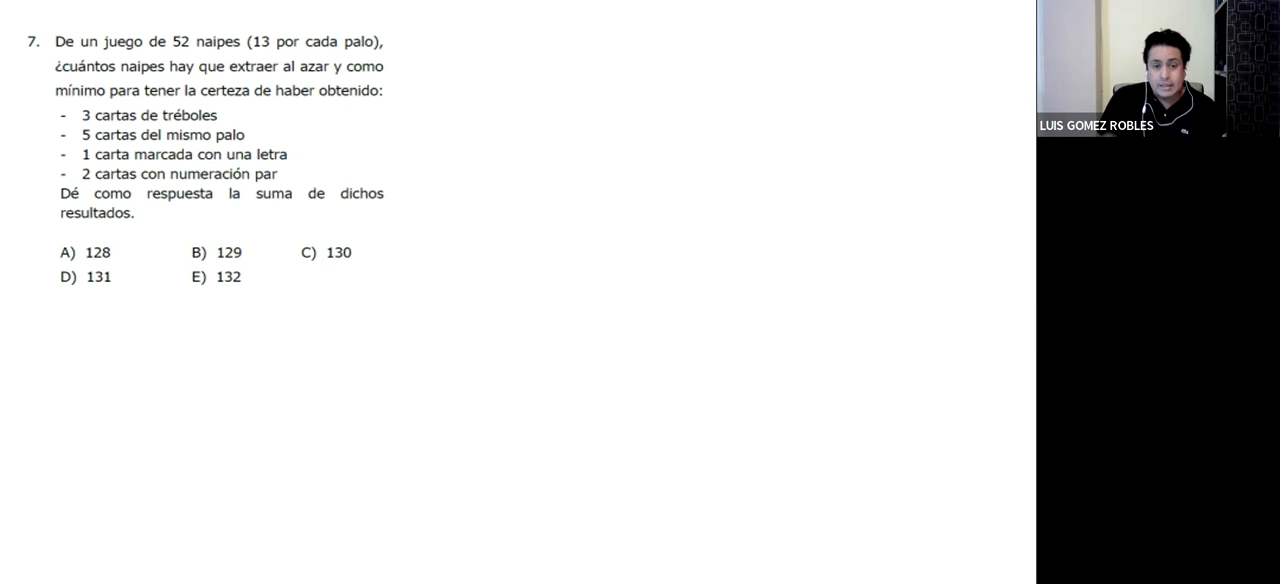 7. De un juego de 52 naipes (13 por cada palo),
¿cuántos naipes hay que extraer al azar y como
mínimo para tener la certeza de haber obtenido:
- 3 cartas de tréboles
- 5 cartas del mismo palo
- 1 carta marcada con una letra
- 2 cartas con numeración par
Dé como respuesta la suma de dichos
resultados.
A) 128 B) 129 C) 130
D) 131 E) 132
LUIS GOMEZ ROBLES